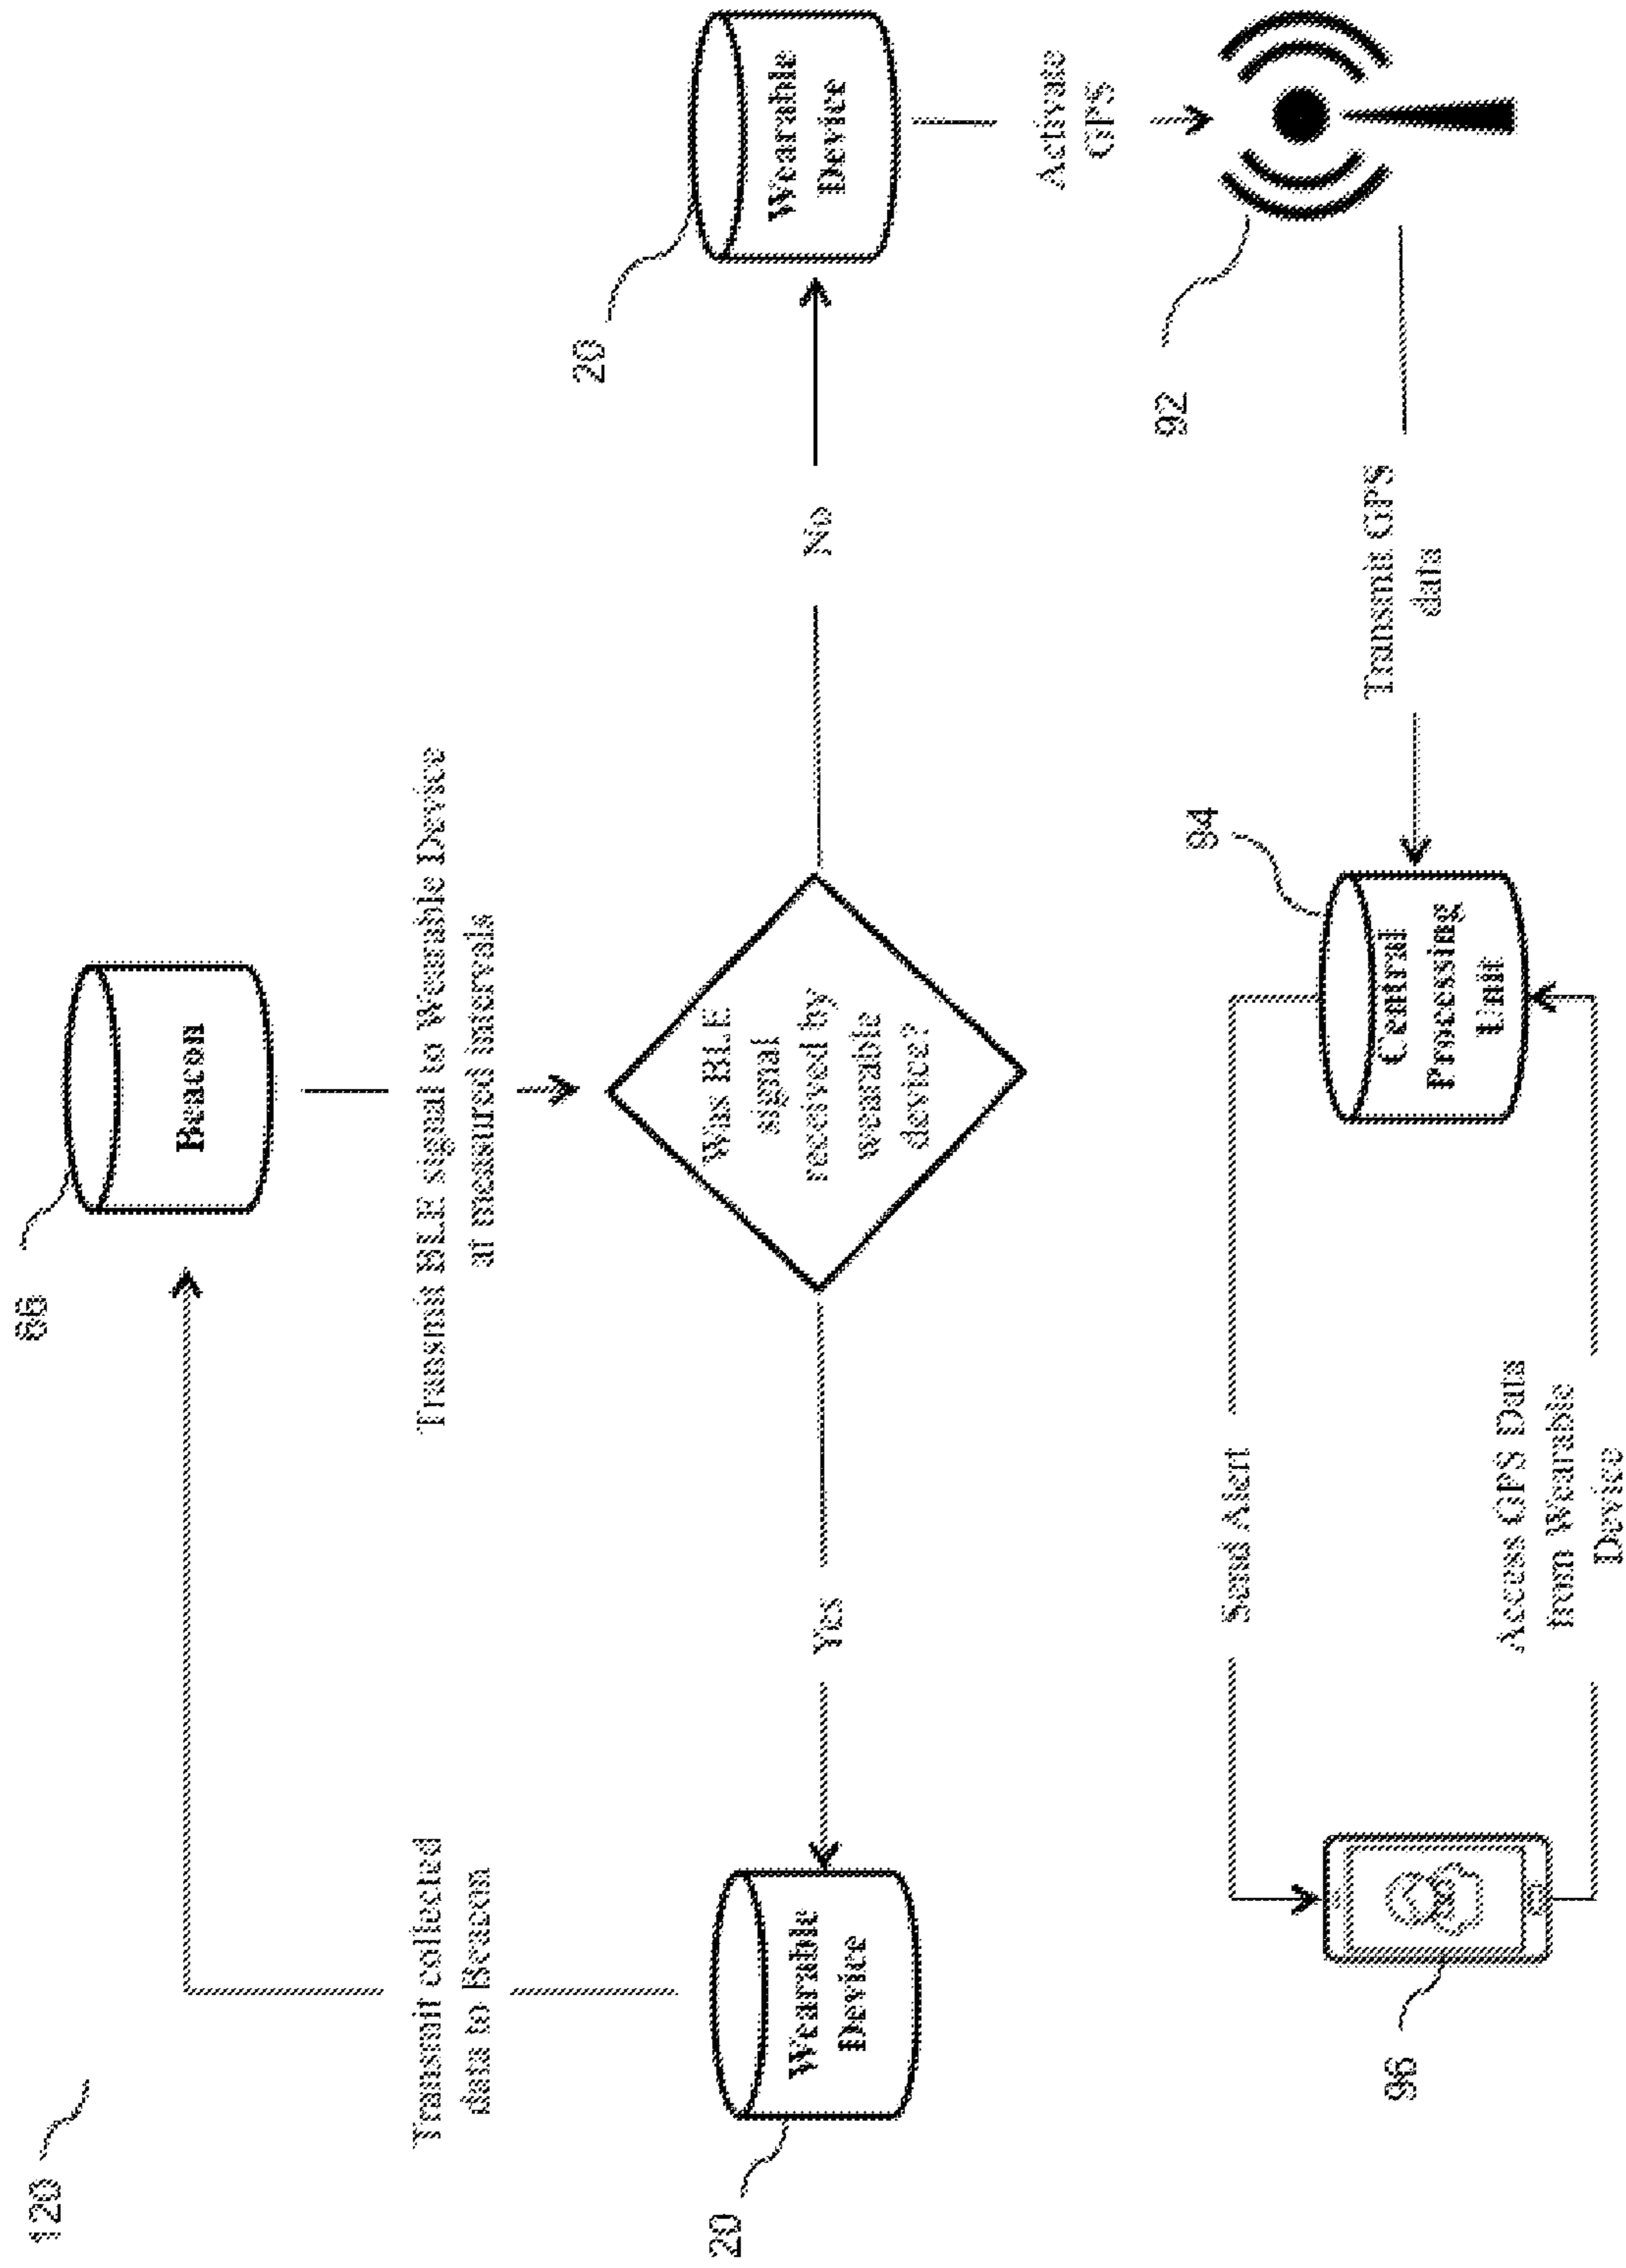 120
Beacon
Transmit collected
data to Beacon
Transmit BLE signal to Wearable Device
at measured intervals
20
20
Wearable
Device
Yes
Was BLE
signal
received by
wearable
device?
No
Wearable
Device
Activate
GPS
92
94
Send Alert
Transmit GPS
data
96
Central
Processing
Unit
Access GPS Data
from Wearable
Device